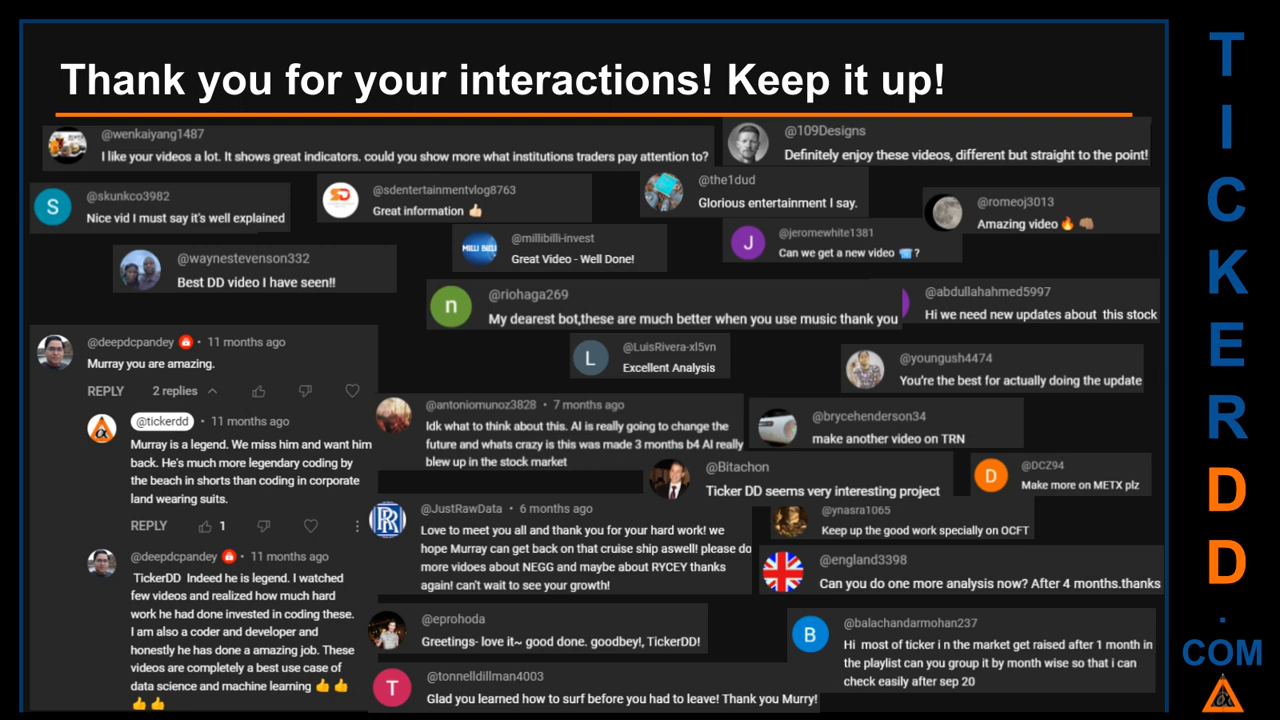 Thank you for your interactions! Keep it up!
@wenkaiyang1487
I like your videos a lot. It shows great indicators. could you show more what institutions traders pay attention to?
@109Designs
Definitely enjoy these videos, different but straight to the point!
@skunkco3982
Nice vid I must say it's well explained
@sdentertainmentvlog8763
Great information 👍🏻
@the1dud
Glorious entertainment I say.
@romeoj3013
Amazing video 🔥 👊🏽
@millibilli-invest
Great Video - Well Done!
@jeromewhite1381
Can we get a new video ?
@waynestevenson332
Best DD video I have seen!!
@riohaga269
My dearest bot,these are much better when you use music thank you
@abdullahahmed5997
Hi we need new updates about this stock
@deepdcpandey • 11 months ago
Murray you are amazing.
REPLY 2 replies
@tickerdd • 11 months ago
Murray is a legend. We miss him and want him
back. He's much more legendary coding by
the beach in shorts than coding in corporate
land wearing suits.
REPLY 1
@deepdcpandey • 11 months ago
TickerDD Indeed he is legend. I watched
few videos and realized how much hard
work he had done invested in coding these.
I am also a coder and developer and
honestly he has done a amazing job. These
videos are completely a best use case of
data science and machine learning 👍 👍
👍 👍
@LuisRivera-xl5vn
Excellent Analysis
@youngush4474
You're the best for actually doing the update
@antoniomunoz3828 • 7 months ago
Idk what to think about this. AI is really going to change the
future and whats crazy is this was made 3 months b4 AI really
blew up in the stock market
@brycehenderson34
make another video on TRN
@Bitachon
Ticker DD seems very interesting project
@DCZ94
Make more on METX plz
@JustRawData • 6 months ago
Love to meet you all and thank you for your hard work! we
hope Murray can get back on that cruise ship aswell! please do
more vidoes about NEGG and maybe about RYCEY thanks
again! can't wait to see your growth!
@ynasra1065
Keep up the good work specially on OCFT
@england3398
Can you do one more analysis now? After 4 months.thanks
@eprohoda
Greetings- love it~ good done. goodbey!, TickerDD!
@balachandarmohan237
Hi most of ticker i n the market get raised after 1 month in
the playlist can you group it by month wise so that i can
check easily after sep 20
@tonnelldillman4003
Glad you learned how to surf before you had to leave! Thank you Murry!
S
MILLI BILLI
J
n
L
D
R
B
T
T
I
C
K
E
R
D
D
.
COM